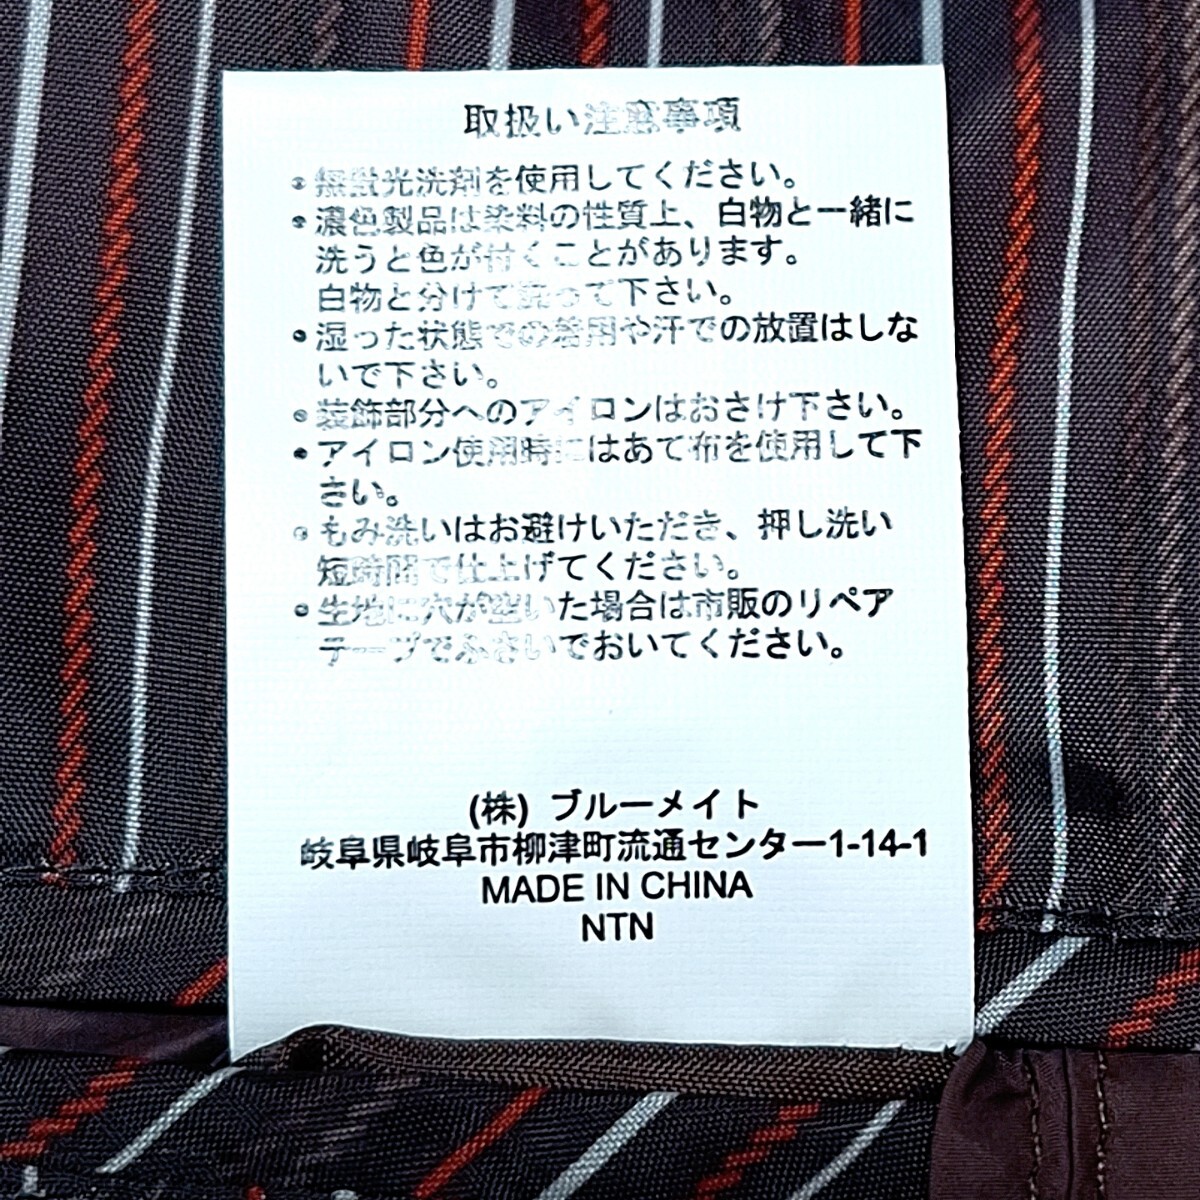 取扱い注意事項
• 無蛍光洗剤を使用してください。
• 濃色製品は染料の性質上、白物と一緒に
洗うと色が付くことがあります。
白物と分けて洗って下さい。
• 湿った状態での着用や汗での放置はしな
いで下さい。
• 装飾部分へのアイロンはおさけ下さい。
• アイロン使用時にはあて布を使用して下
さい。
• もみ洗いはお避けいただき、押し洗い
短時間で仕上げてください。
• 生地に穴が空いた場合は市販のリペア
テープでふさいでおいてください。
(株) ブルーメイト
岐阜県岐阜市柳津町流通センター1-14-1
MADE IN CHINA
NTN